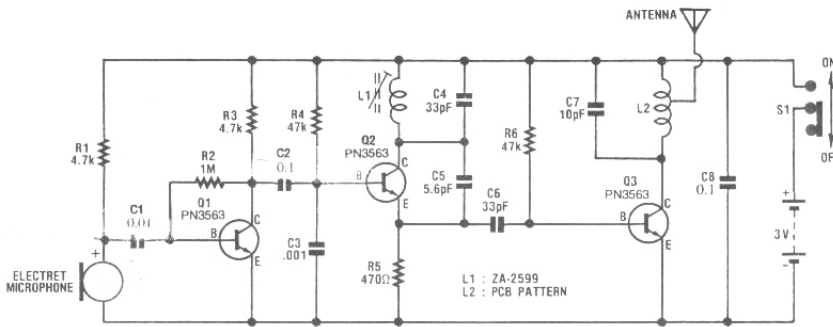 ANTENNA
ON
L1
C4
33pF
C7
10pF
L2
S1
R3
4.7k
R4
47k
R1
4.7k
Q2
PN3563
R6
47k
OFF
R2
1M
C2
0.1
C
B
E
C5
5.6pF
Q3
PN3563
C8
0.1
C1
0.01
Q1
PN3563
C6
33pF
C
B
E
+
C
B
E
+
3V
-
C3
.001
R5
470Ω
ELECTRET
MICROPHONE
L1 : ZA-2599
L2 : PCB PATTERN